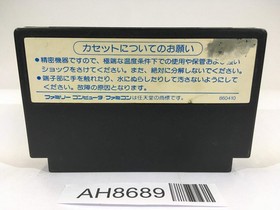 カセットについてのお願い
●精密機器ですので、極端な温度条件下での使用や保管および強い
ショックをさけてください。また、絶対に分解しないでください。
●端子部に手を触れたり、水にぬらしたりして汚さないようにして
ください。故障の原因となります。
ファミリーコンピュータ・ファミコンは任天堂の商標です。 860410
AH8689